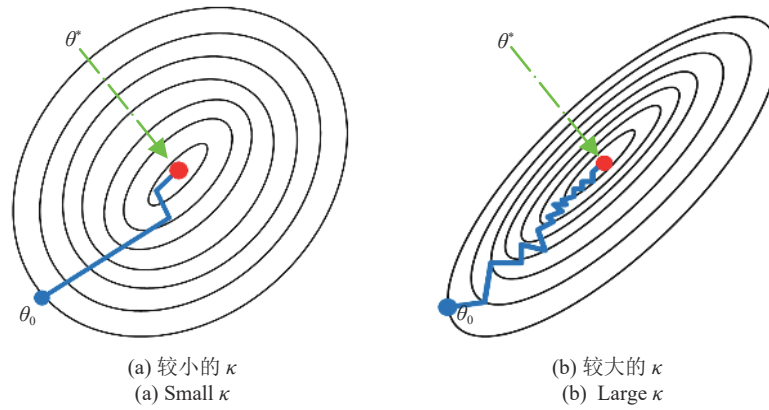 θ*
θ*
θ₀
θ₀
(a) 较小的 κ
(a) Small κ
(b) 较大的 κ
(b) Large κ